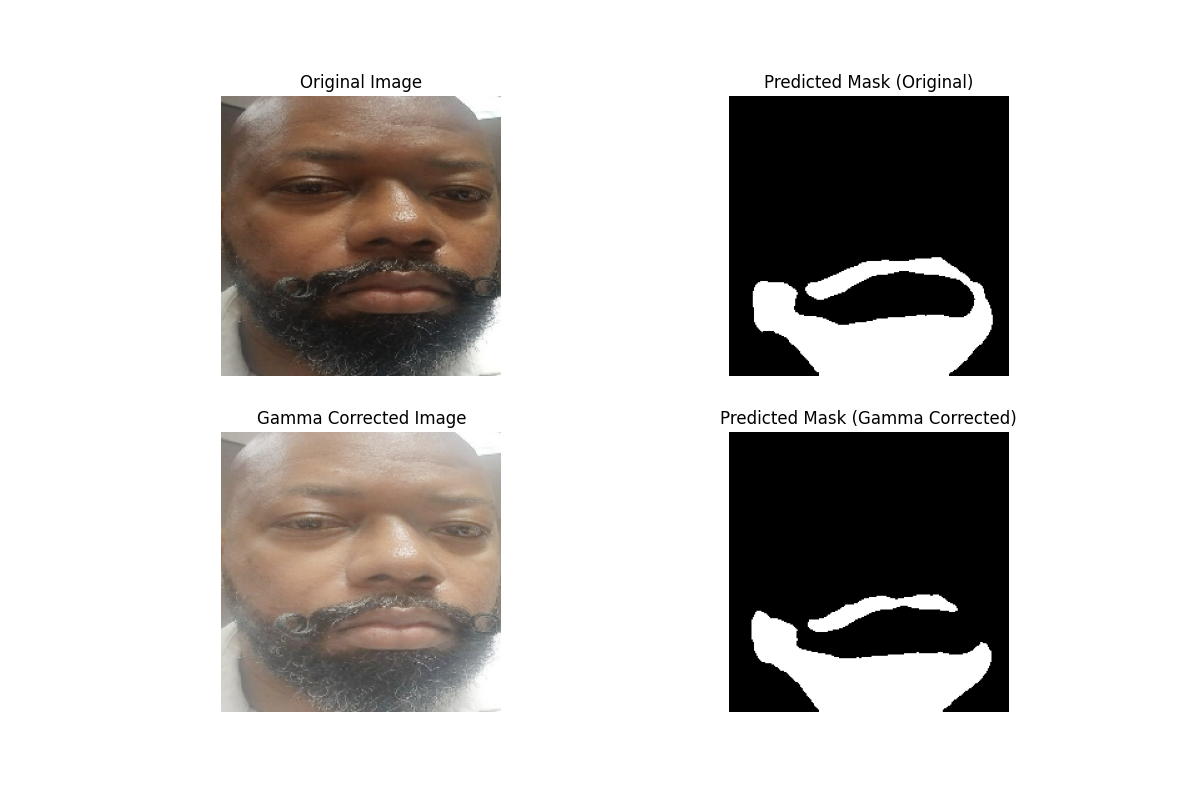 Original Image
Predicted Mask (Original)
Gamma Corrected Image
Predicted Mask (Gamma Corrected)